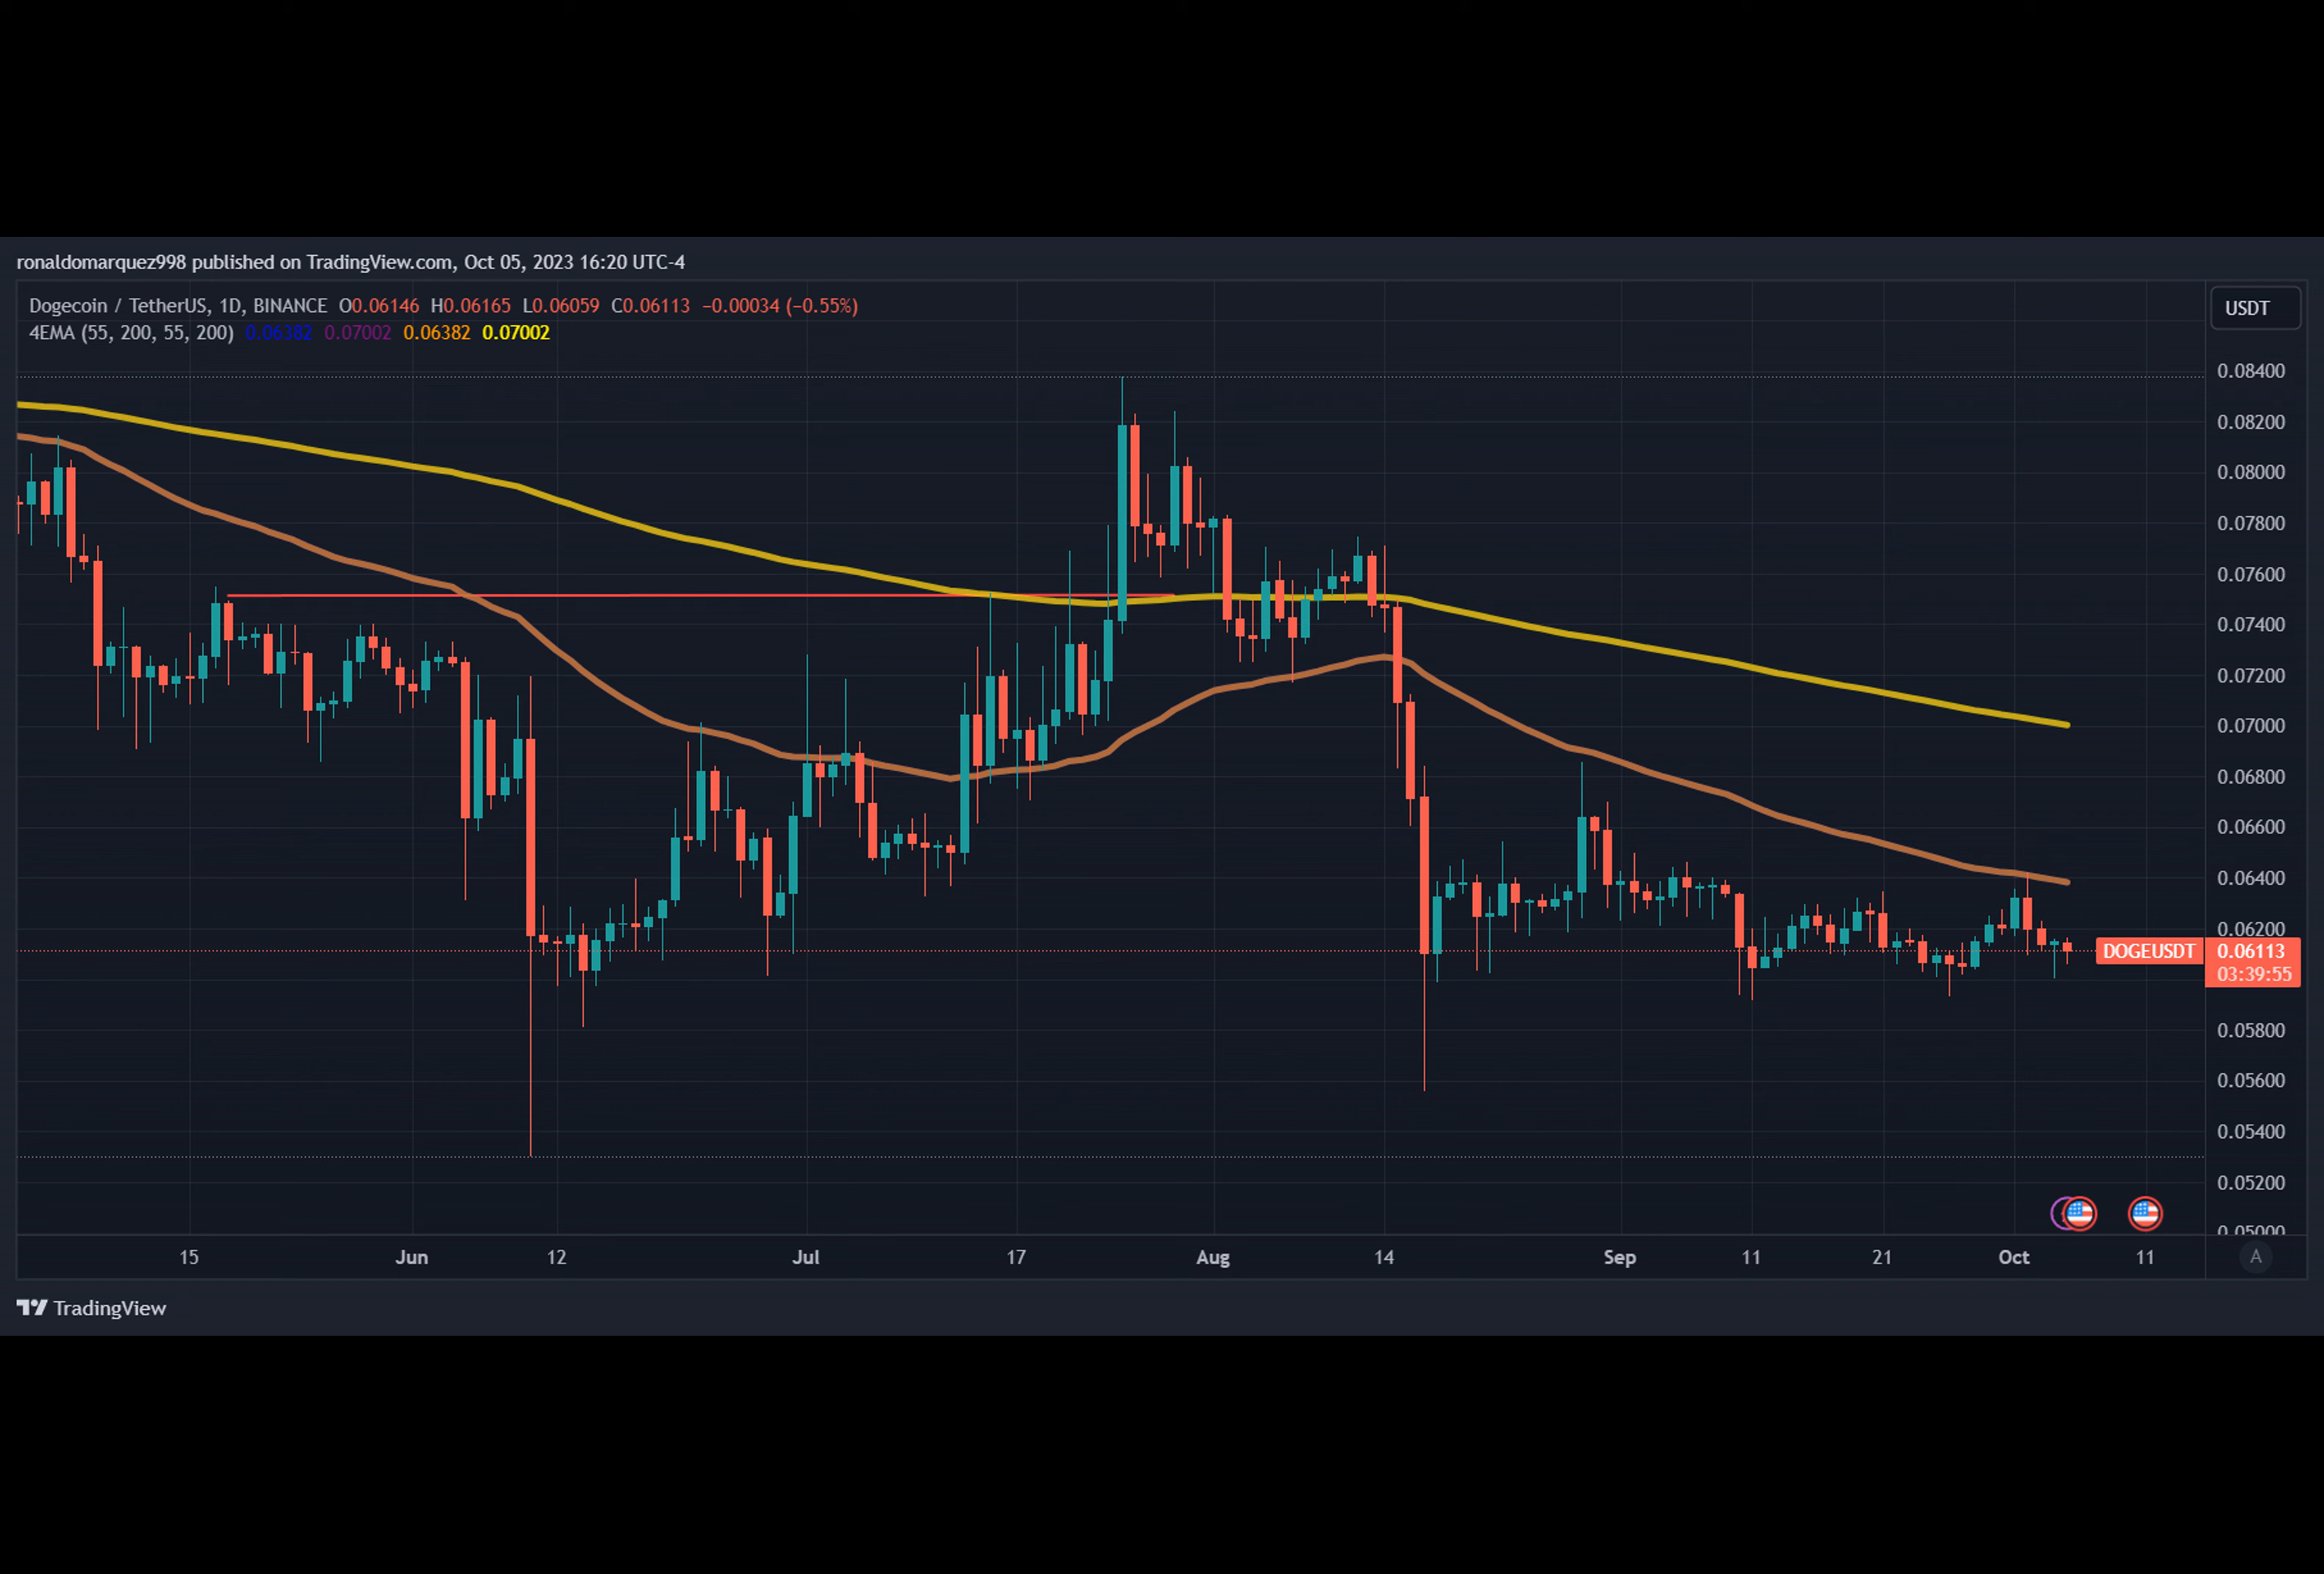 ronaldomarquez998 published on TradingView.com, Oct 05, 2023 16:20 UTC-4
Dogecoin / TetherUS, 1D, BINANCE O0.06146 H0.06165 L0.06059 C0.06113 −0.00034 (−0.55%)
4EMA (55, 200, 55, 200) 0.06382 0.07002 0.06382 0.07002
USDT
0.08400
0.08200
0.08000
0.07800
0.07600
0.07400
0.07200
0.07000
0.06800
0.06600
0.06400
0.06200
DOGEUSDT 0.06113
03:39:55
0.05800
0.05600
0.05400
0.05200
0.05000
15 Jun 12 Jul 17 Aug 14 Sep 11 21 Oct 11 A
TradingView